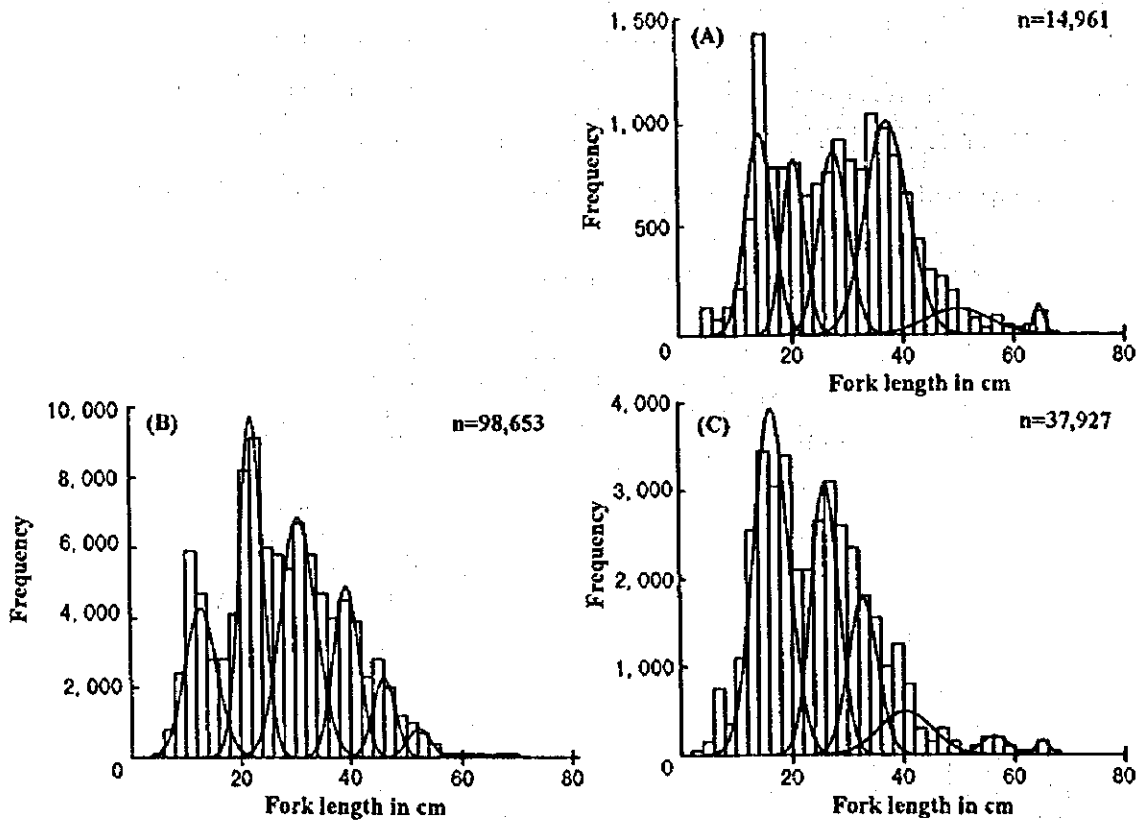 (A)
n=14,961
1,500
1,000
500
Frequency
0 20 40 60 80
Fork length in cm
(B)
n=98,653
10,000
8,000
6,000
4,000
2,000
Frequency
0 20 40 60 80
Fork length in cm
(C)
n=37,927
4,000
3,000
2,000
1,000
Frequency
0 20 40 60 80
Fork length in cm